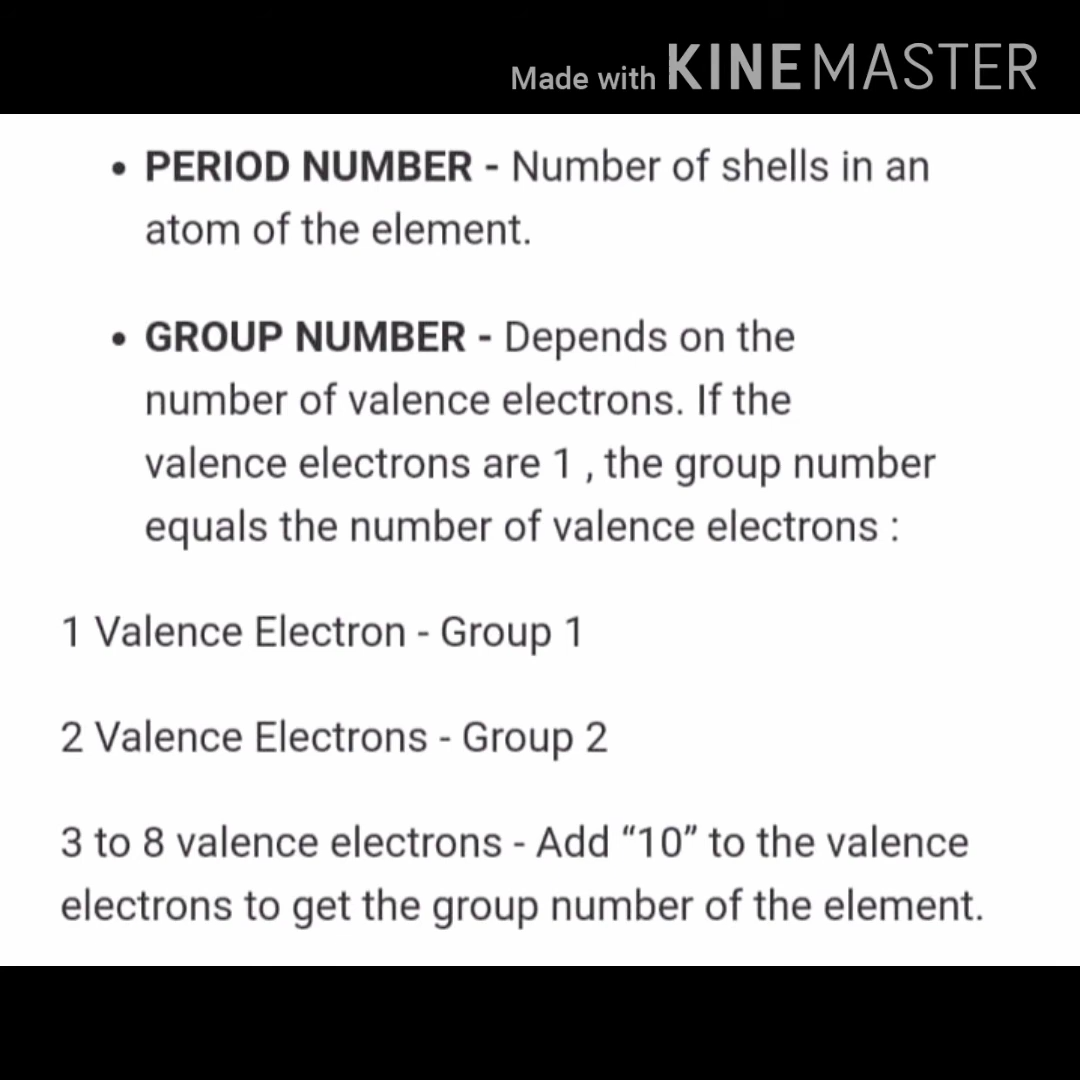 Made with KINEMASTER
• PERIOD NUMBER - Number of shells in an
atom of the element.
• GROUP NUMBER - Depends on the
number of valence electrons. If the
valence electrons are 1 , the group number
equals the number of valence electrons :
1 Valence Electron - Group 1
2 Valence Electrons - Group 2
3 to 8 valence electrons - Add “10” to the valence
electrons to get the group number of the element.